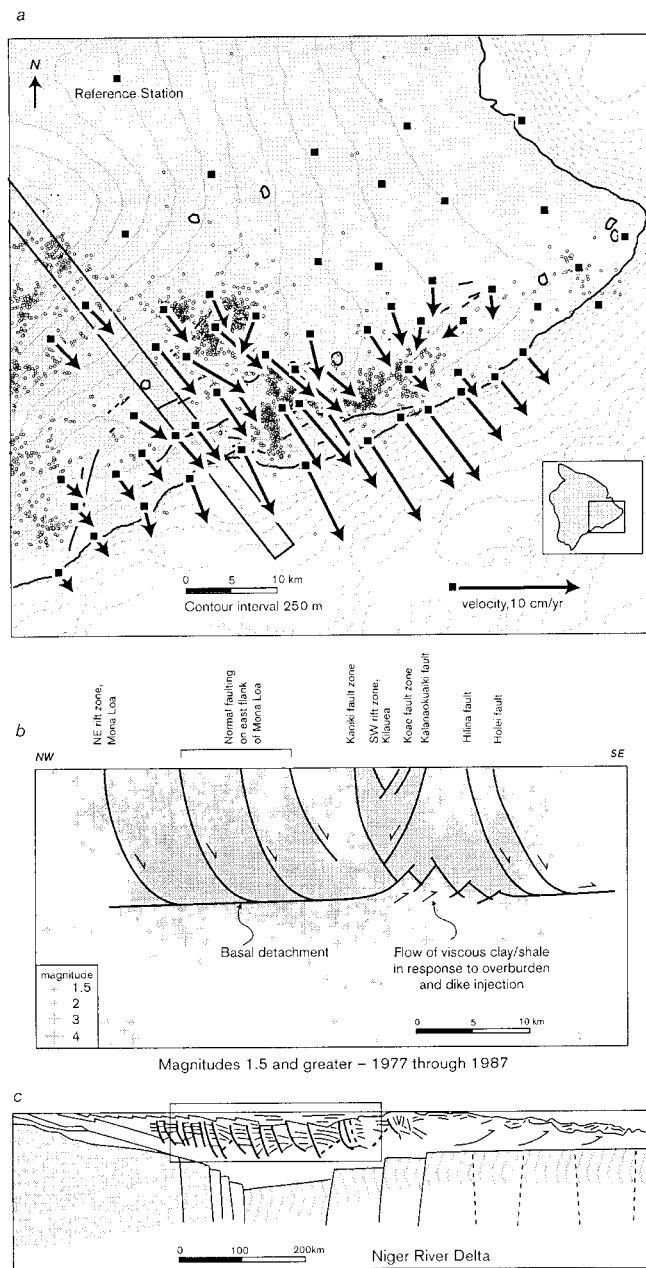 a
N
Reference Station
0 5 10 km
Contour interval 250 m
velocity, 10 cm/yr
b
NE rift zone,
Mona Loa
Normal faulting
on east flank
of Mona Loa
Kaoiki fault zone
SW rift zone,
Kilauea
Koae fault zone
Kalanaokuaiki fault
Hilina fault
Holei fault
NW
SE
Basal detachment
Flow of viscous clay/shale
in response to overburden
and dike injection
magnitude
1.5
2
3
4
0 5 10 km
Magnitudes 1.5 and greater – 1977 through 1987
c
0 100 200km
Niger River Delta